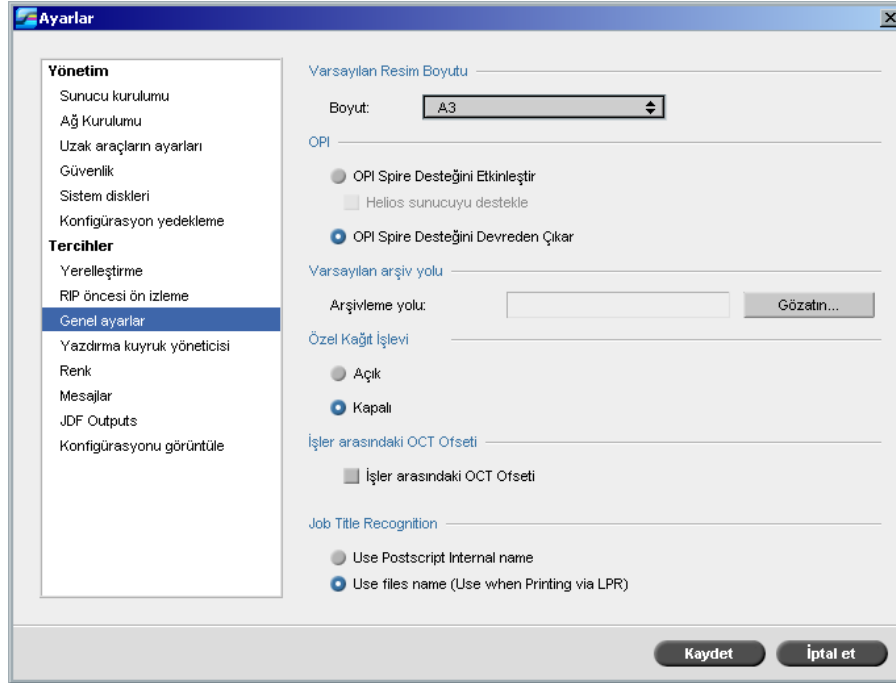 Ayarlar
Yönetim
Sunucu kurulumu
Ağ Kurulumu
Uzak araçların ayarları
Güvenlik
Sistem diskleri
Konfigürasyon yedekleme
Tercihler
Yerelleştirme
RIP öncesi ön izleme
Genel ayarlar
Yazdırma kuyruk yöneticisi
Renk
Mesajlar
JDF Outputs
Konfigürasyonu görüntüle
Varsayılan Resim Boyutu
Boyut: A3
OPI
OPI Spire Desteğini Etkinleştir
Helios sunucuyu destekle
OPI Spire Desteğini Devreden Çıkar
Varsayılan arşiv yolu
Arşivleme yolu: Gözatın...
Özel Kağıt İşlevi
Açık
Kapalı
İşler arasındaki OCT Ofseti
İşler arasındaki OCT Ofseti
Job Title Recognition
Use Postscript Internal name
Use files name (Use when Printing via LPR)
Kaydet İptal et